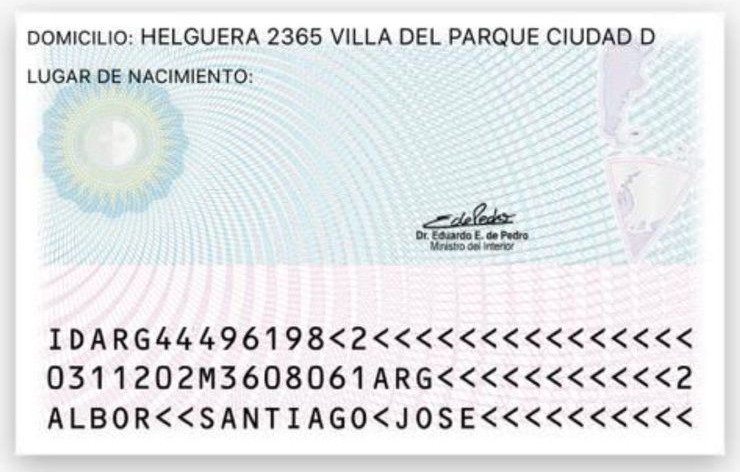 DOMICILIO: HELGUERA 2365 VILLA DEL PARQUE CIUDAD D
LUGAR DE NACIMIENTO:
Dr. Eduardo E. de Pedro
Ministro del Interior
IDARG44496198<2<<<<<<<<<<<<<<<
0311202M3608061ARG<<<<<<<<<<<2
ALBOR<<SANTIAGO<JOSE<<<<<<<<<<